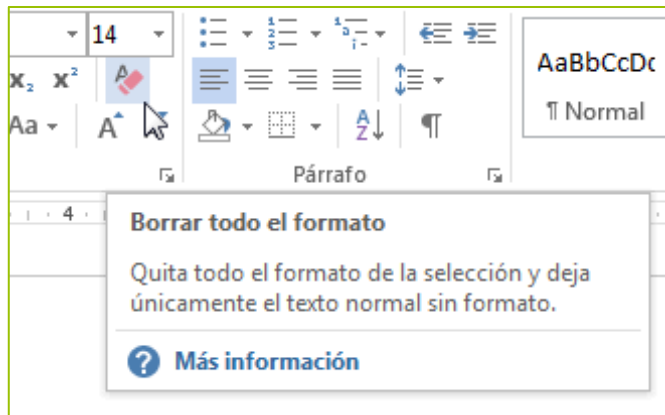 14
X₂ X² A
Aa A
A Z ¶
AaBbCcDc
¶ Normal
Párrafo
4
Borrar todo el formato
Quita todo el formato de la selección y deja
únicamente el texto normal sin formato.
? Más información